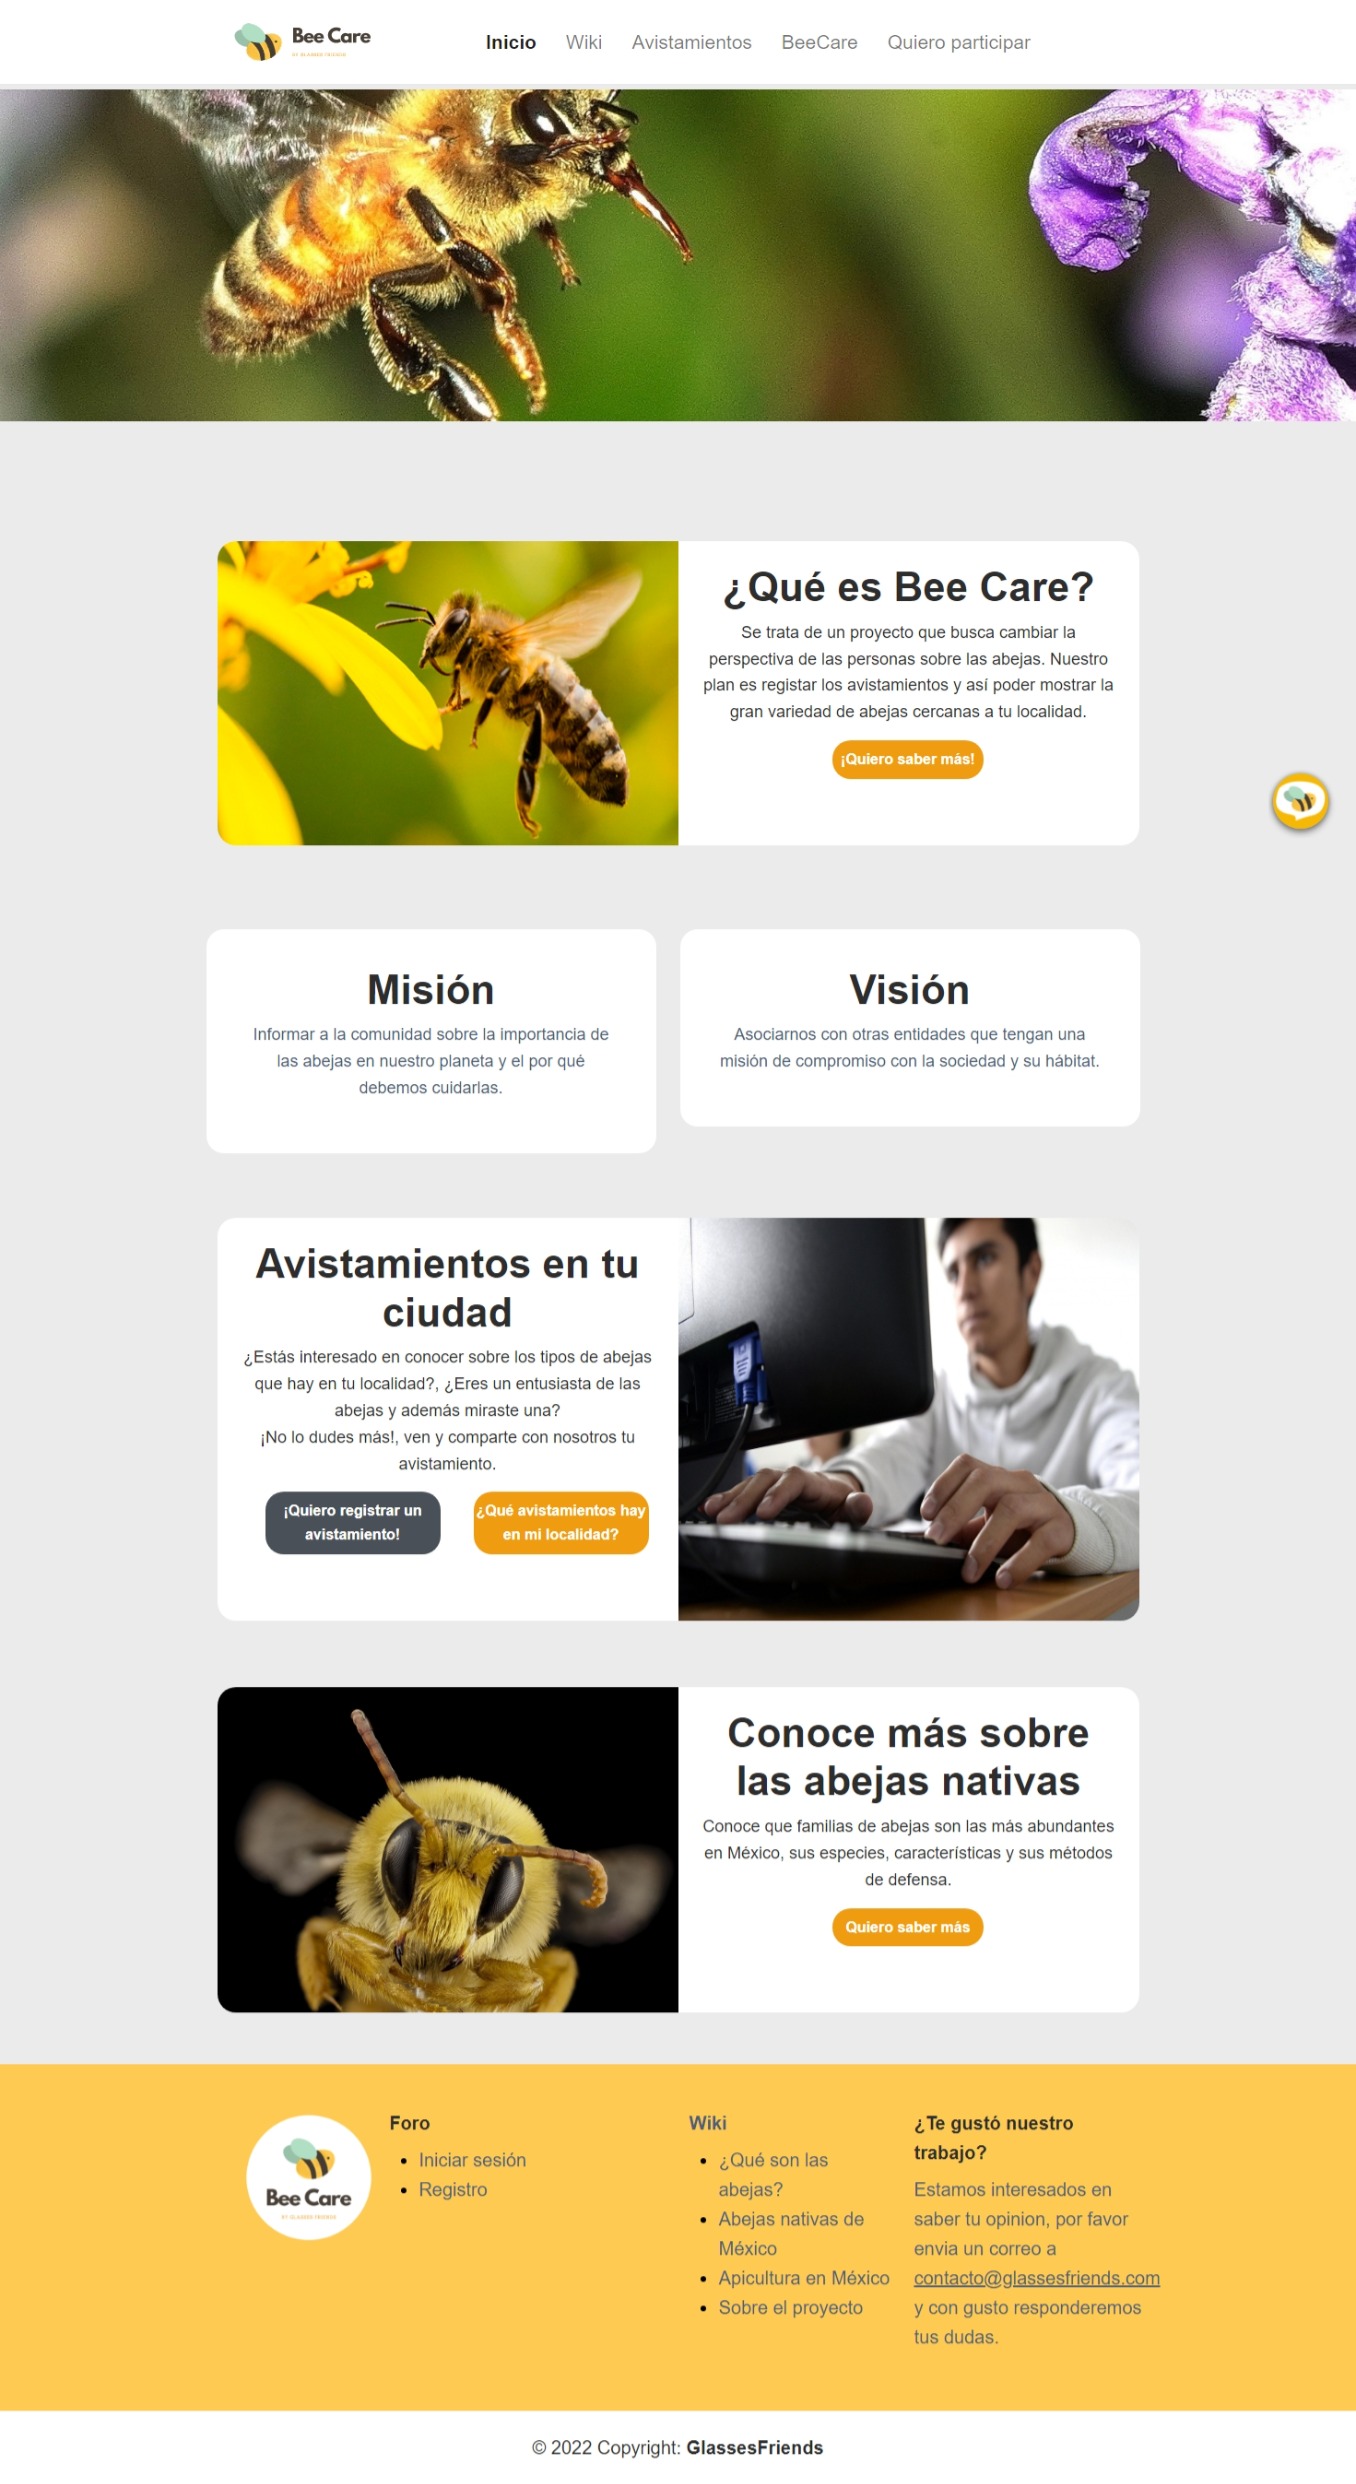 Bee Care
BY GLASSES FRIENDS
Inicio Wiki Avistamientos BeeCare Quiero participar
¿Qué es Bee Care?
Se trata de un proyecto que busca cambiar la
perspectiva de las personas sobre las abejas. Nuestro
plan es registar los avistamientos y así poder mostrar la
gran variedad de abejas cercanas a tu localidad.
¡Quiero saber más!
Misión
Informar a la comunidad sobre la importancia de
las abejas en nuestro planeta y el por qué
debemos cuidarlas.
Visión
Asociarnos con otras entidades que tengan una
misión de compromiso con la sociedad y su hábitat.
Avistamientos en tu
ciudad
¿Estás interesado en conocer sobre los tipos de abejas
que hay en tu localidad?, ¿Eres un entusiasta de las
abejas y además miraste una?
¡No lo dudes más!, ven y comparte con nosotros tu
avistamiento.
¡Quiero registrar un
avistamiento!
¿Qué avistamientos hay
en mi localidad?
Conoce más sobre
las abejas nativas
Conoce que familias de abejas son las más abundantes
en México, sus especies, características y sus métodos
de defensa.
Quiero saber más
Bee Care
BY GLASSES FRIENDS
Foro
Iniciar sesión
Registro
Wiki
¿Qué son las
abejas?
Abejas nativas de
México
Apicultura en México
Sobre el proyecto
¿Te gustó nuestro
trabajo?
Estamos interesados en
saber tu opinion, por favor
envia un correo a
contacto@glassesfriends.com
y con gusto responderemos
tus dudas.
© 2022 Copyright: GlassesFriends